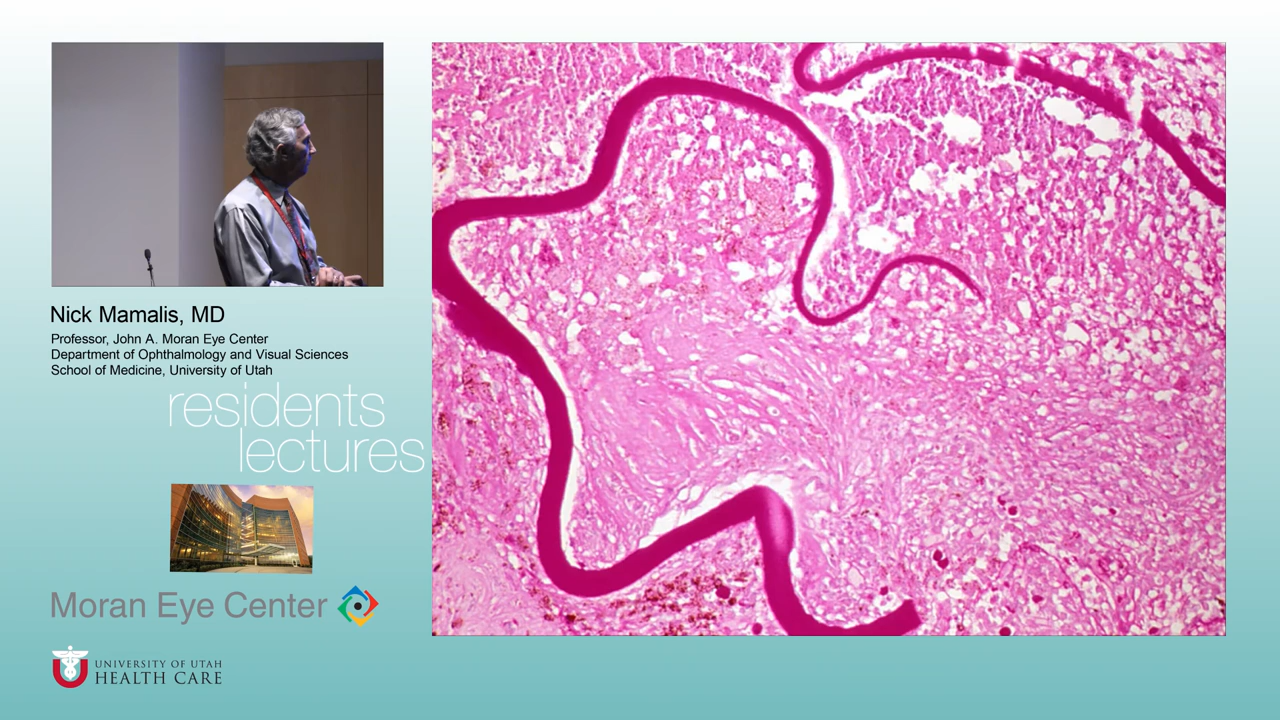 Nick Mamalis, MD
Professor, John A. Moran Eye Center
Department of Ophthalmology and Visual Sciences
School of Medicine, University of Utah
residents
lectures
Moran Eye Center
UNIVERSITY OF UTAH
HEALTH CARE